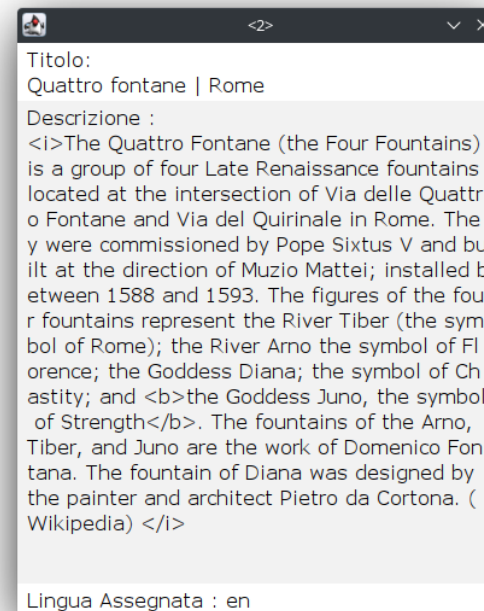 <2>
Titolo:
Quattro fontane | Rome
Descrizione :
<i>The Quattro Fontane (the Four Fountains)
is a group of four Late Renaissance fountains
located at the intersection of Via delle Quattr
o Fontane and Via del Quirinale in Rome. The
y were commissioned by Pope Sixtus V and bu
ilt at the direction of Muzio Mattei; installed b
etween 1588 and 1593. The figures of the fou
r fountains represent the River Tiber (the sym
bol of Rome); the River Arno the symbol of Fl
orence; the Goddess Diana; the symbol of Ch
astity; and <b>the Goddess Juno, the symbol
of Strength</b>. The fountains of the Arno,
Tiber, and Juno are the work of Domenico Fon
tana. The fountain of Diana was designed by
the painter and architect Pietro da Cortona. (
Wikipedia) </i>
Lingua Assegnata : en